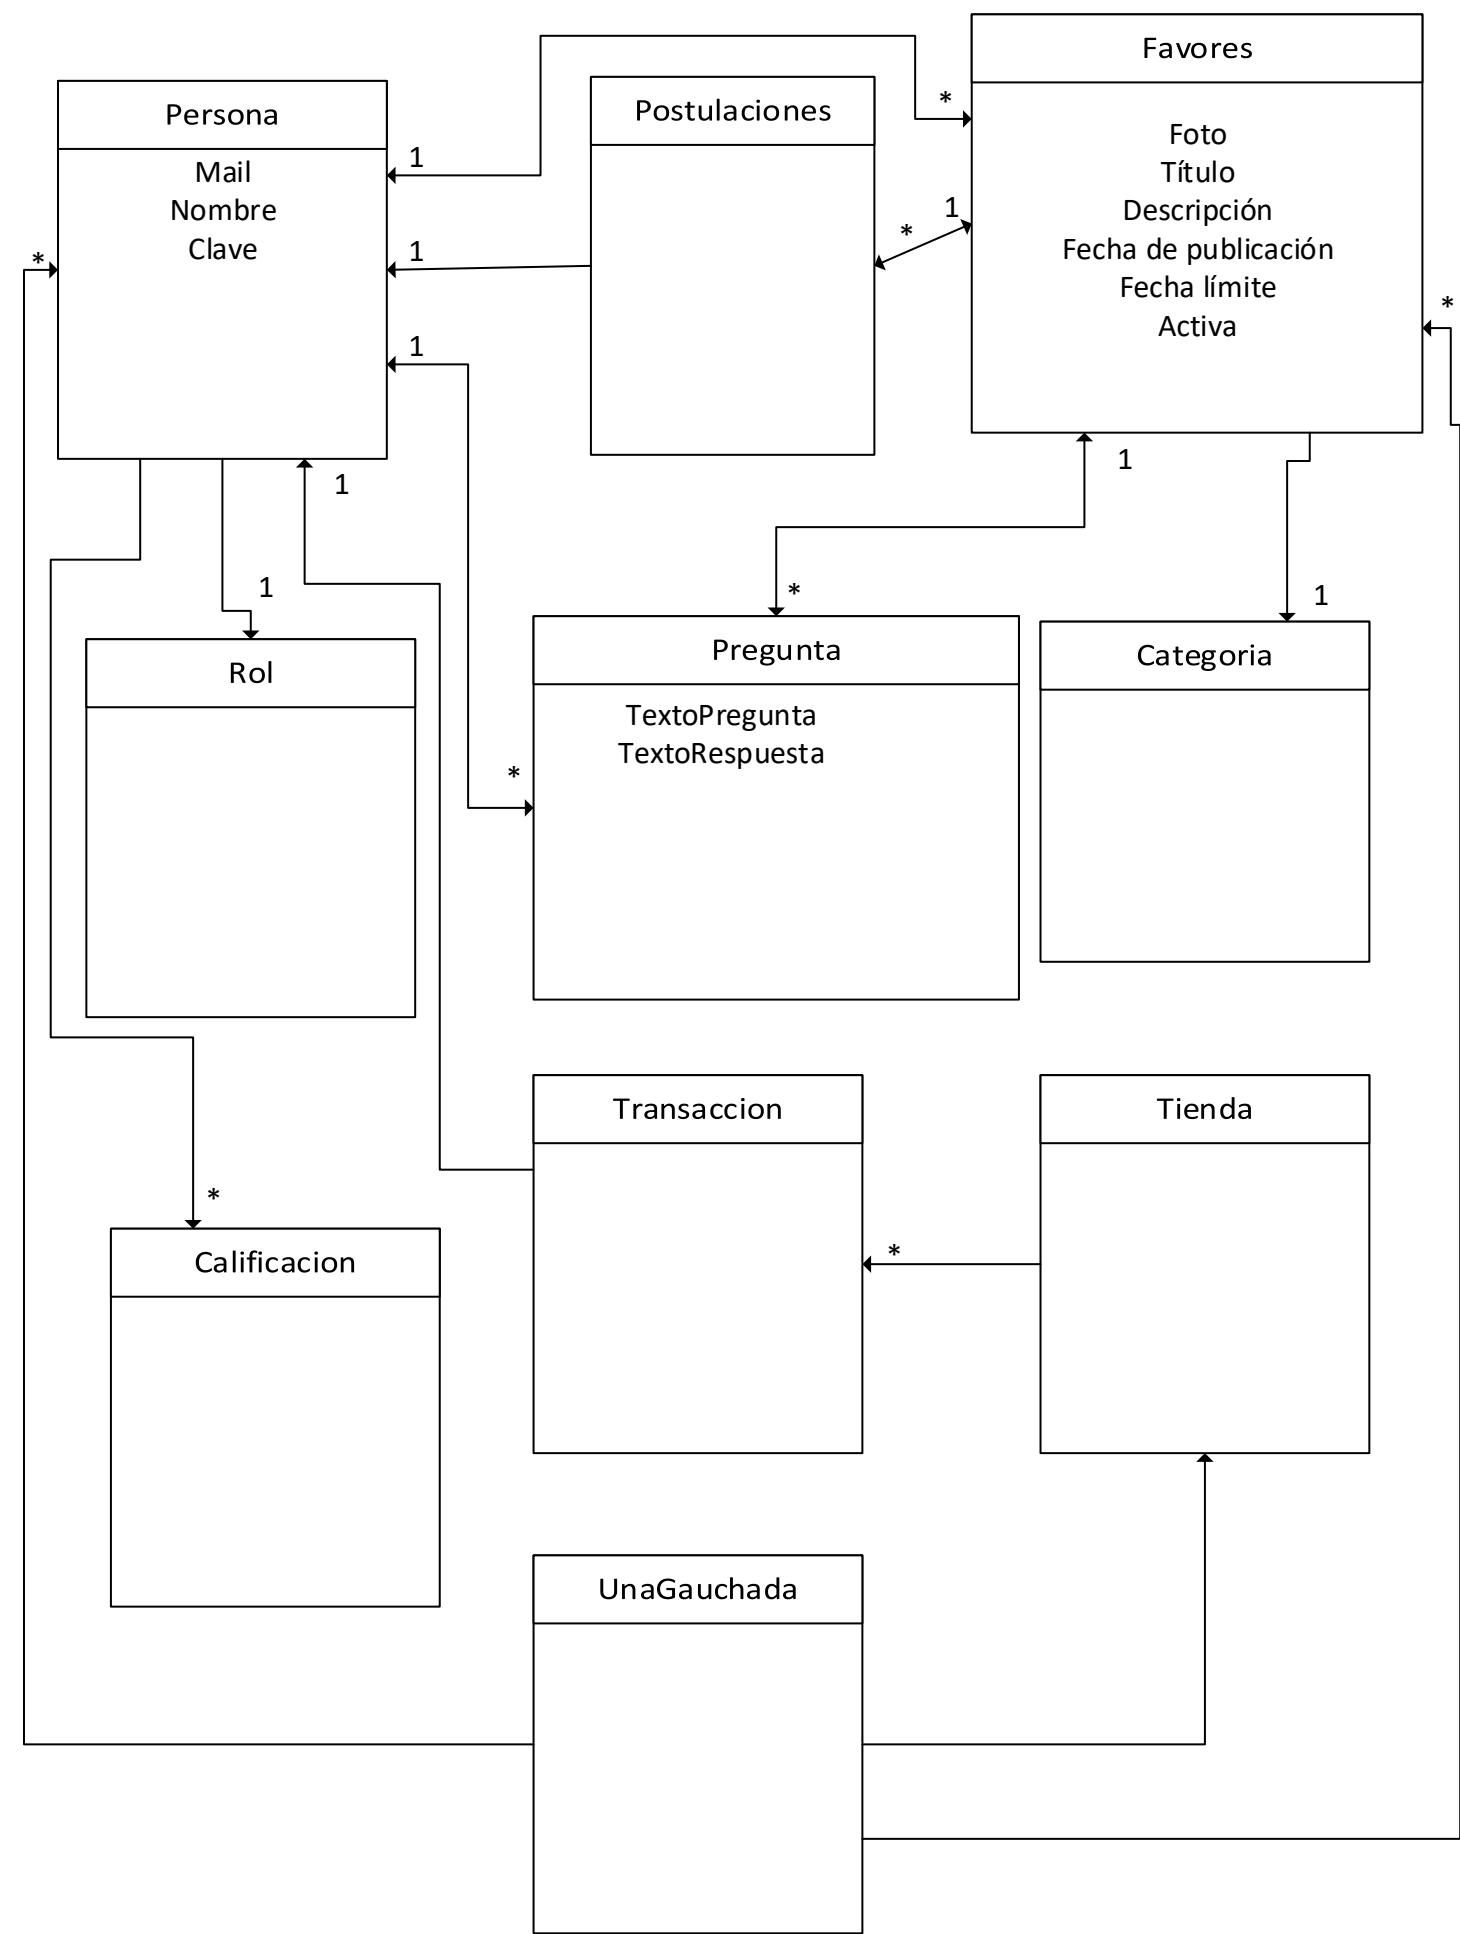 Favores
*
Foto
Título
Descripción
Fecha de publicación
Fecha límite
Activa
Persona
Mail
Nombre
Clave
Postulaciones
1
1
1
*
1
*
*
1
1
1
*
1
Rol
Pregunta
TextoPregunta
TextoRespuesta
*
Categoria
Transaccion
Tienda
*
*
Calificacion
UnaGauchada